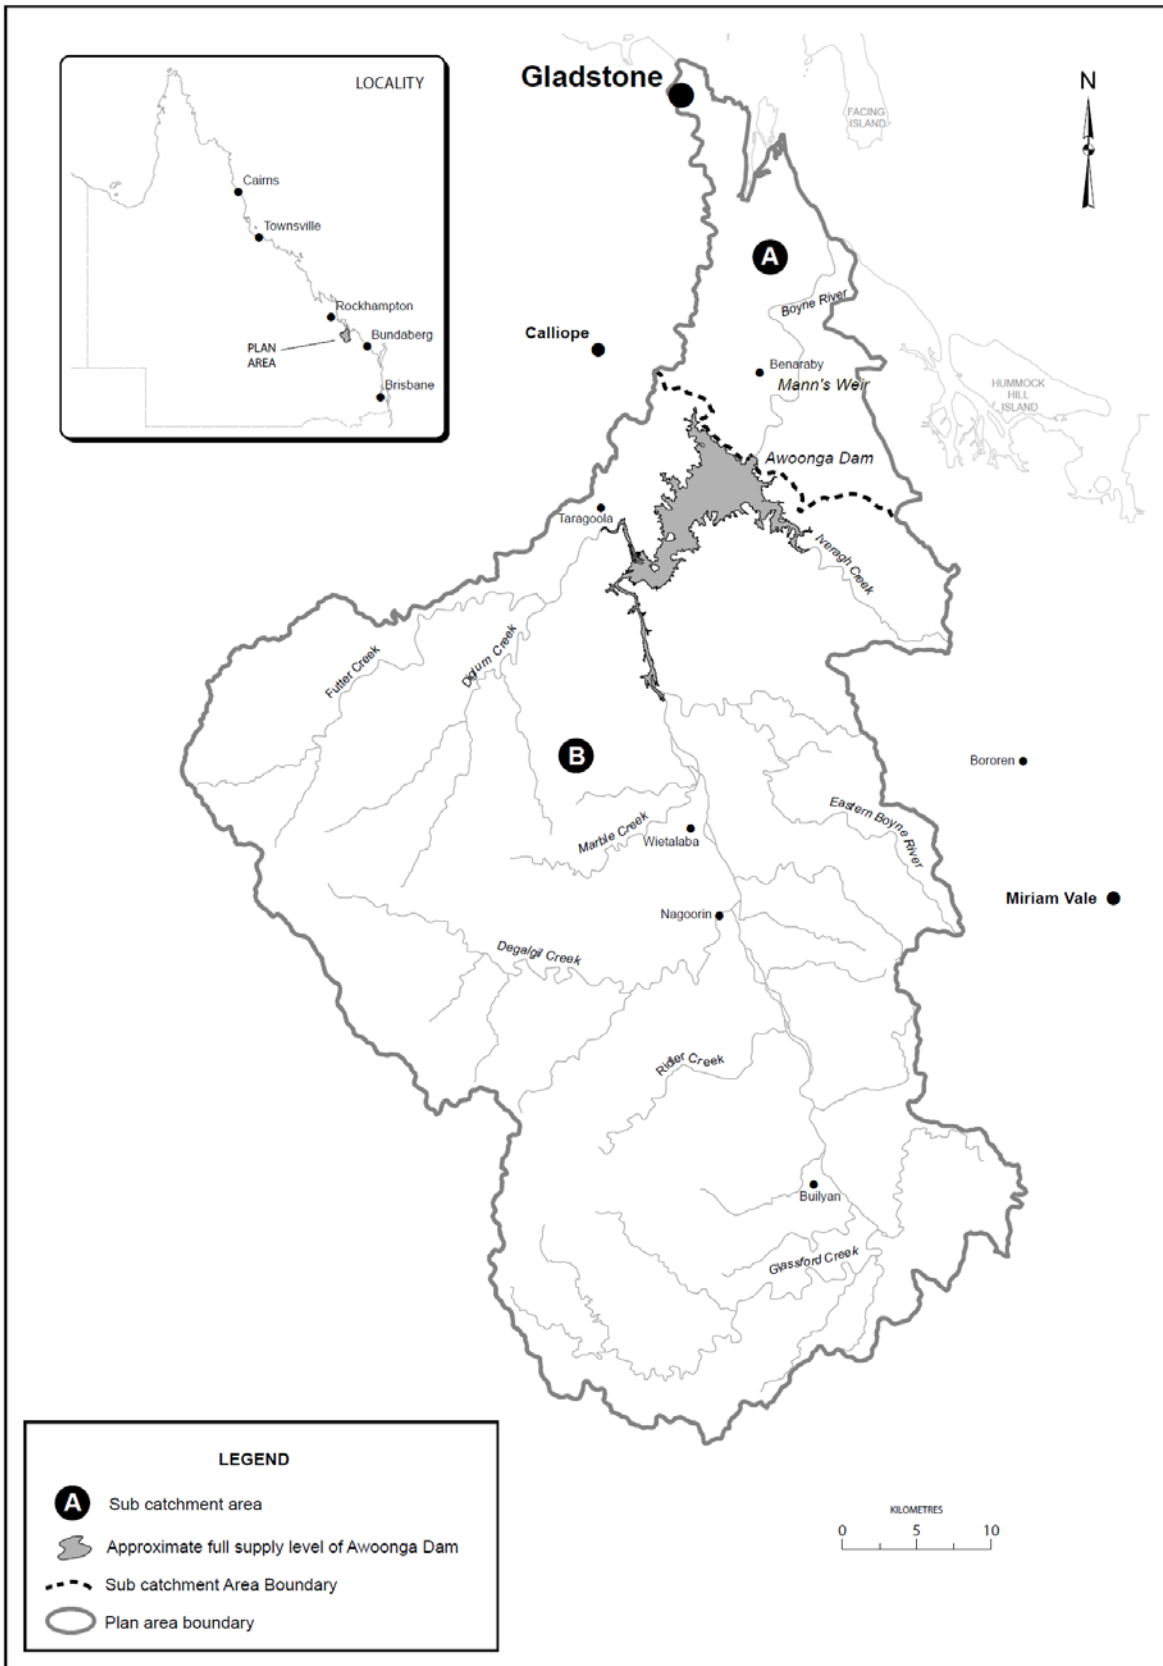 LOCALITY
Cairns
Townsville
Rockhampton
PLAN
AREA
Bundaberg
Brisbane
Gladstone
N
FACING
ISLAND
A
Boyne River
Calliope
Benaraby
Mann's Weir
HUMMOCK
HILL
ISLAND
Awoonga Dam
Taragoola
Iveragh Creek
Futter Creek
Diglum Creek
B
Bororen
Eastern Boyne River
Marble Creek
Wietalaba
Miriam Vale
Nagoorin
Degalgil Creek
Rider Creek
Builyan
Glassford Creek
LEGEND
A Sub catchment area
Approximate full supply level of Awoonga Dam
Sub catchment Area Boundary
Plan area boundary
KILOMETRES
0 5 10